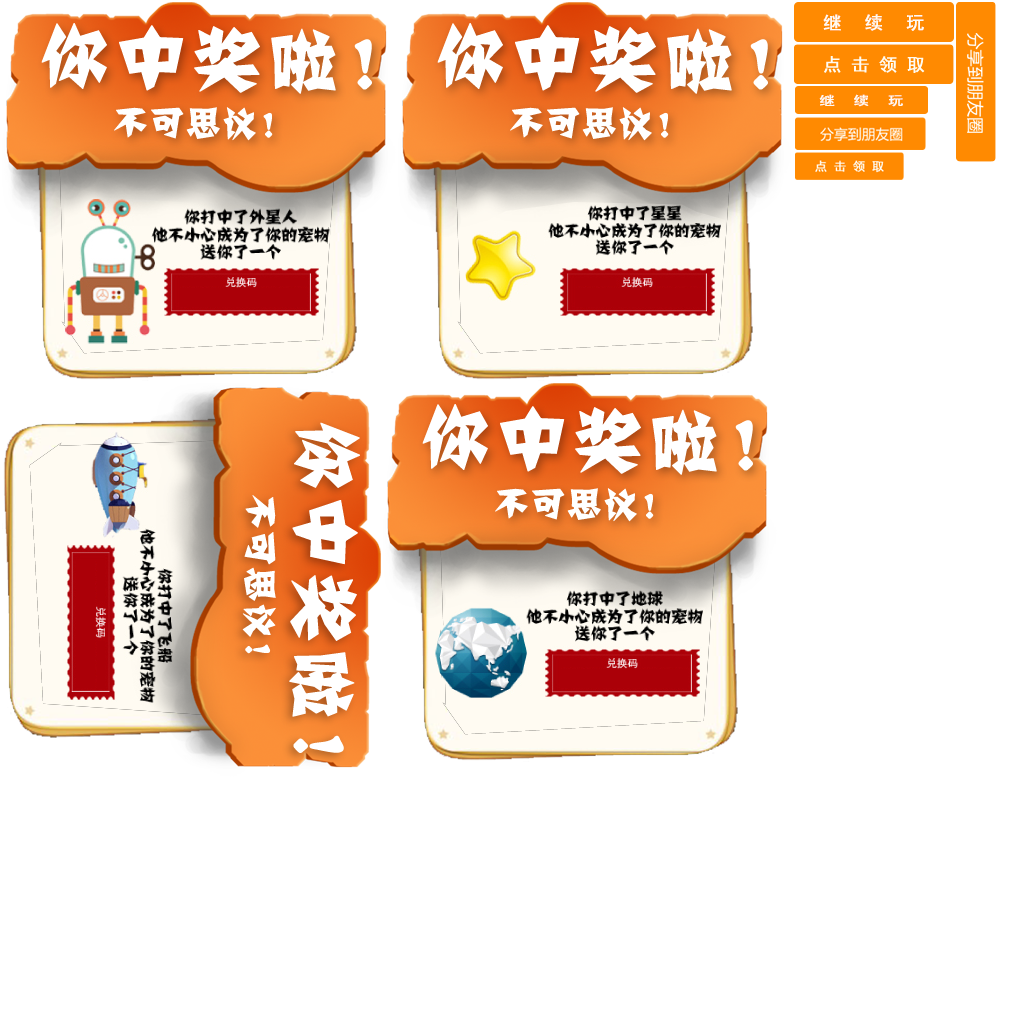 你中奖啦！
不可思议！
你打中了外星人
他不小心成为了你的宠物
送你了一个
兑换码
你中奖啦！
不可思议！
你打中了星星
他不小心成为了你的宠物
送你了一个
兑换码
继续玩
点击领取
继续玩
分享到朋友圈
点击领取
分享到朋友圈
你中奖啦！
不可思议！
你打中了飞船
他不小心成为了你的宠物
送你了一个
兑换码
你中奖啦！
不可思议！
你打中了地球
他不小心成为了你的宠物
送你了一个
兑换码